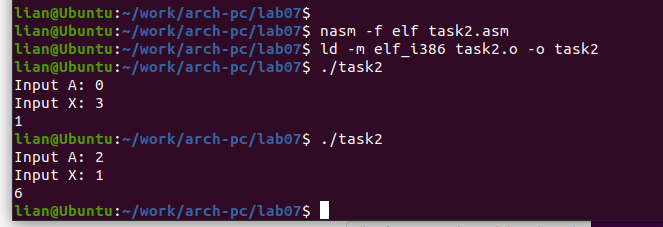 lian@Ubuntu:~/work/arch-pc/lab07$
lian@Ubuntu:~/work/arch-pc/lab07$ nasm -f elf task2.asm
lian@Ubuntu:~/work/arch-pc/lab07$ ld -m elf_i386 task2.o -o task2
lian@Ubuntu:~/work/arch-pc/lab07$ ./task2
Input A: 0
Input X: 3
1
lian@Ubuntu:~/work/arch-pc/lab07$ ./task2
Input A: 2
Input X: 1
6
lian@Ubuntu:~/work/arch-pc/lab07$